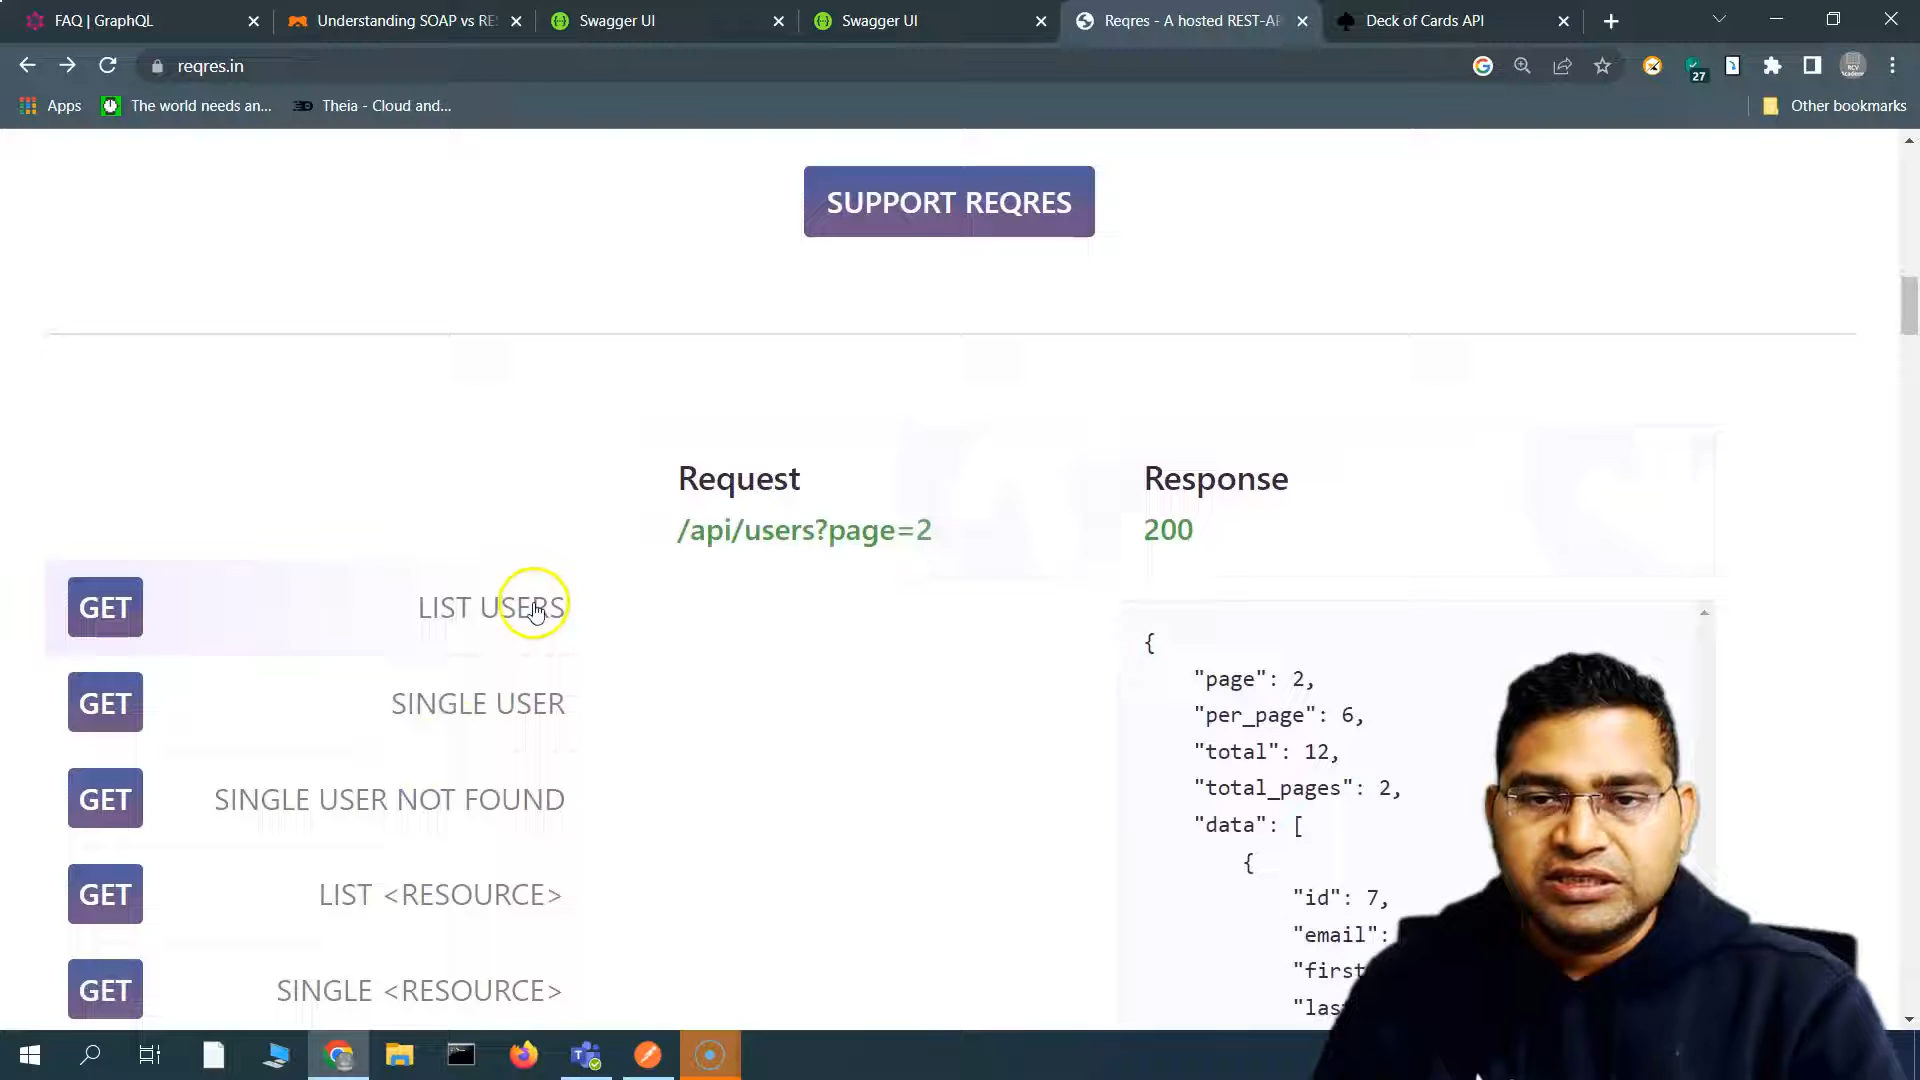 FAQ | GraphQL
Understanding SOAP vs RES
Swagger UI
Swagger UI
Reqres - A hosted REST-AP
Deck of Cards API
reqres.in
27
Apps
The world needs an...
Theia - Cloud and...
Other bookmarks
SUPPORT REQRES
Request
Response
/api/users?page=2
200
GET LIST USERS
GET SINGLE USER
GET SINGLE USER NOT FOUND
GET LIST <RESOURCE>
GET SINGLE <RESOURCE>
{
"page": 2,
"per_page": 6,
"total": 12,
"total_pages": 2,
"data": [
{
"id": 7,
"email":
"first
"las